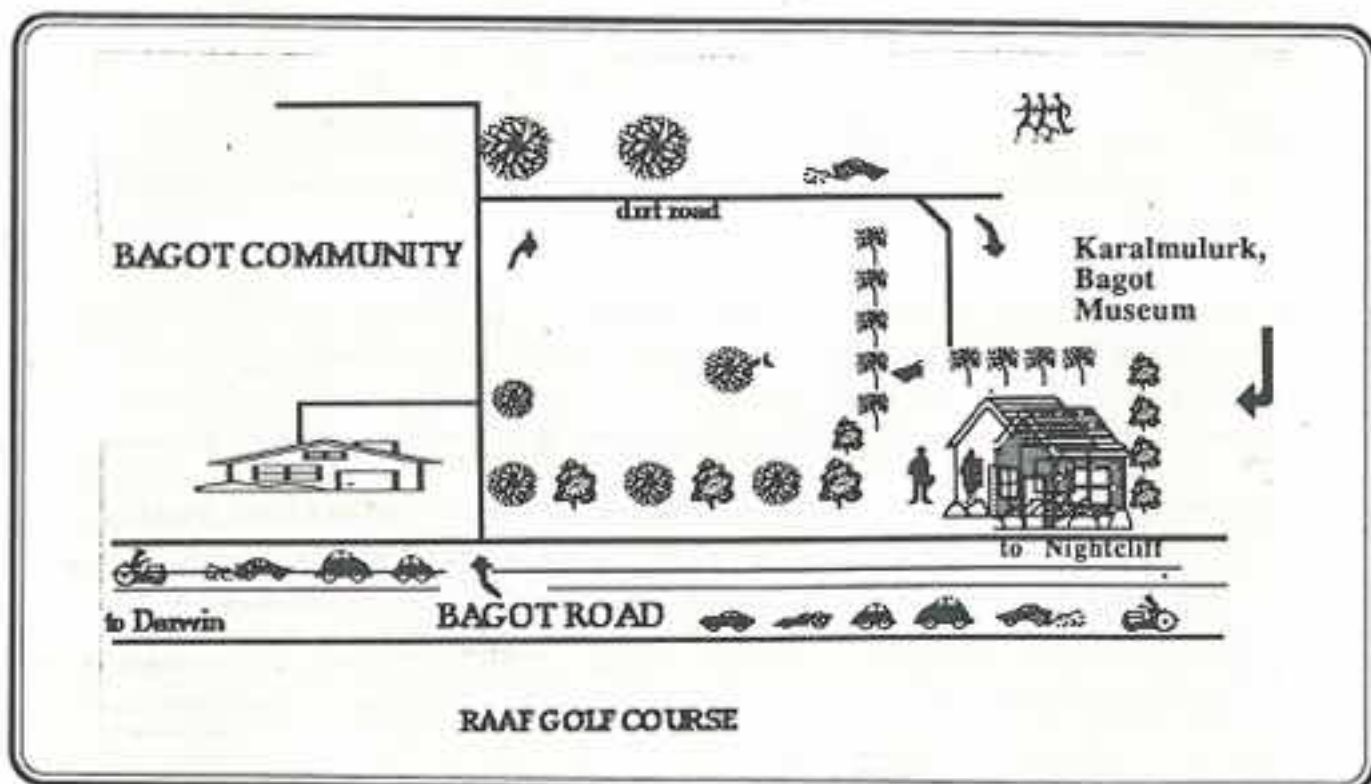 dirt road
BAGOT COMMUNITY
Karalmulurk,
Bagot
Museum
to Nightcliff
BAGOT ROAD
to Darwin
RAAF GOLF COURSE